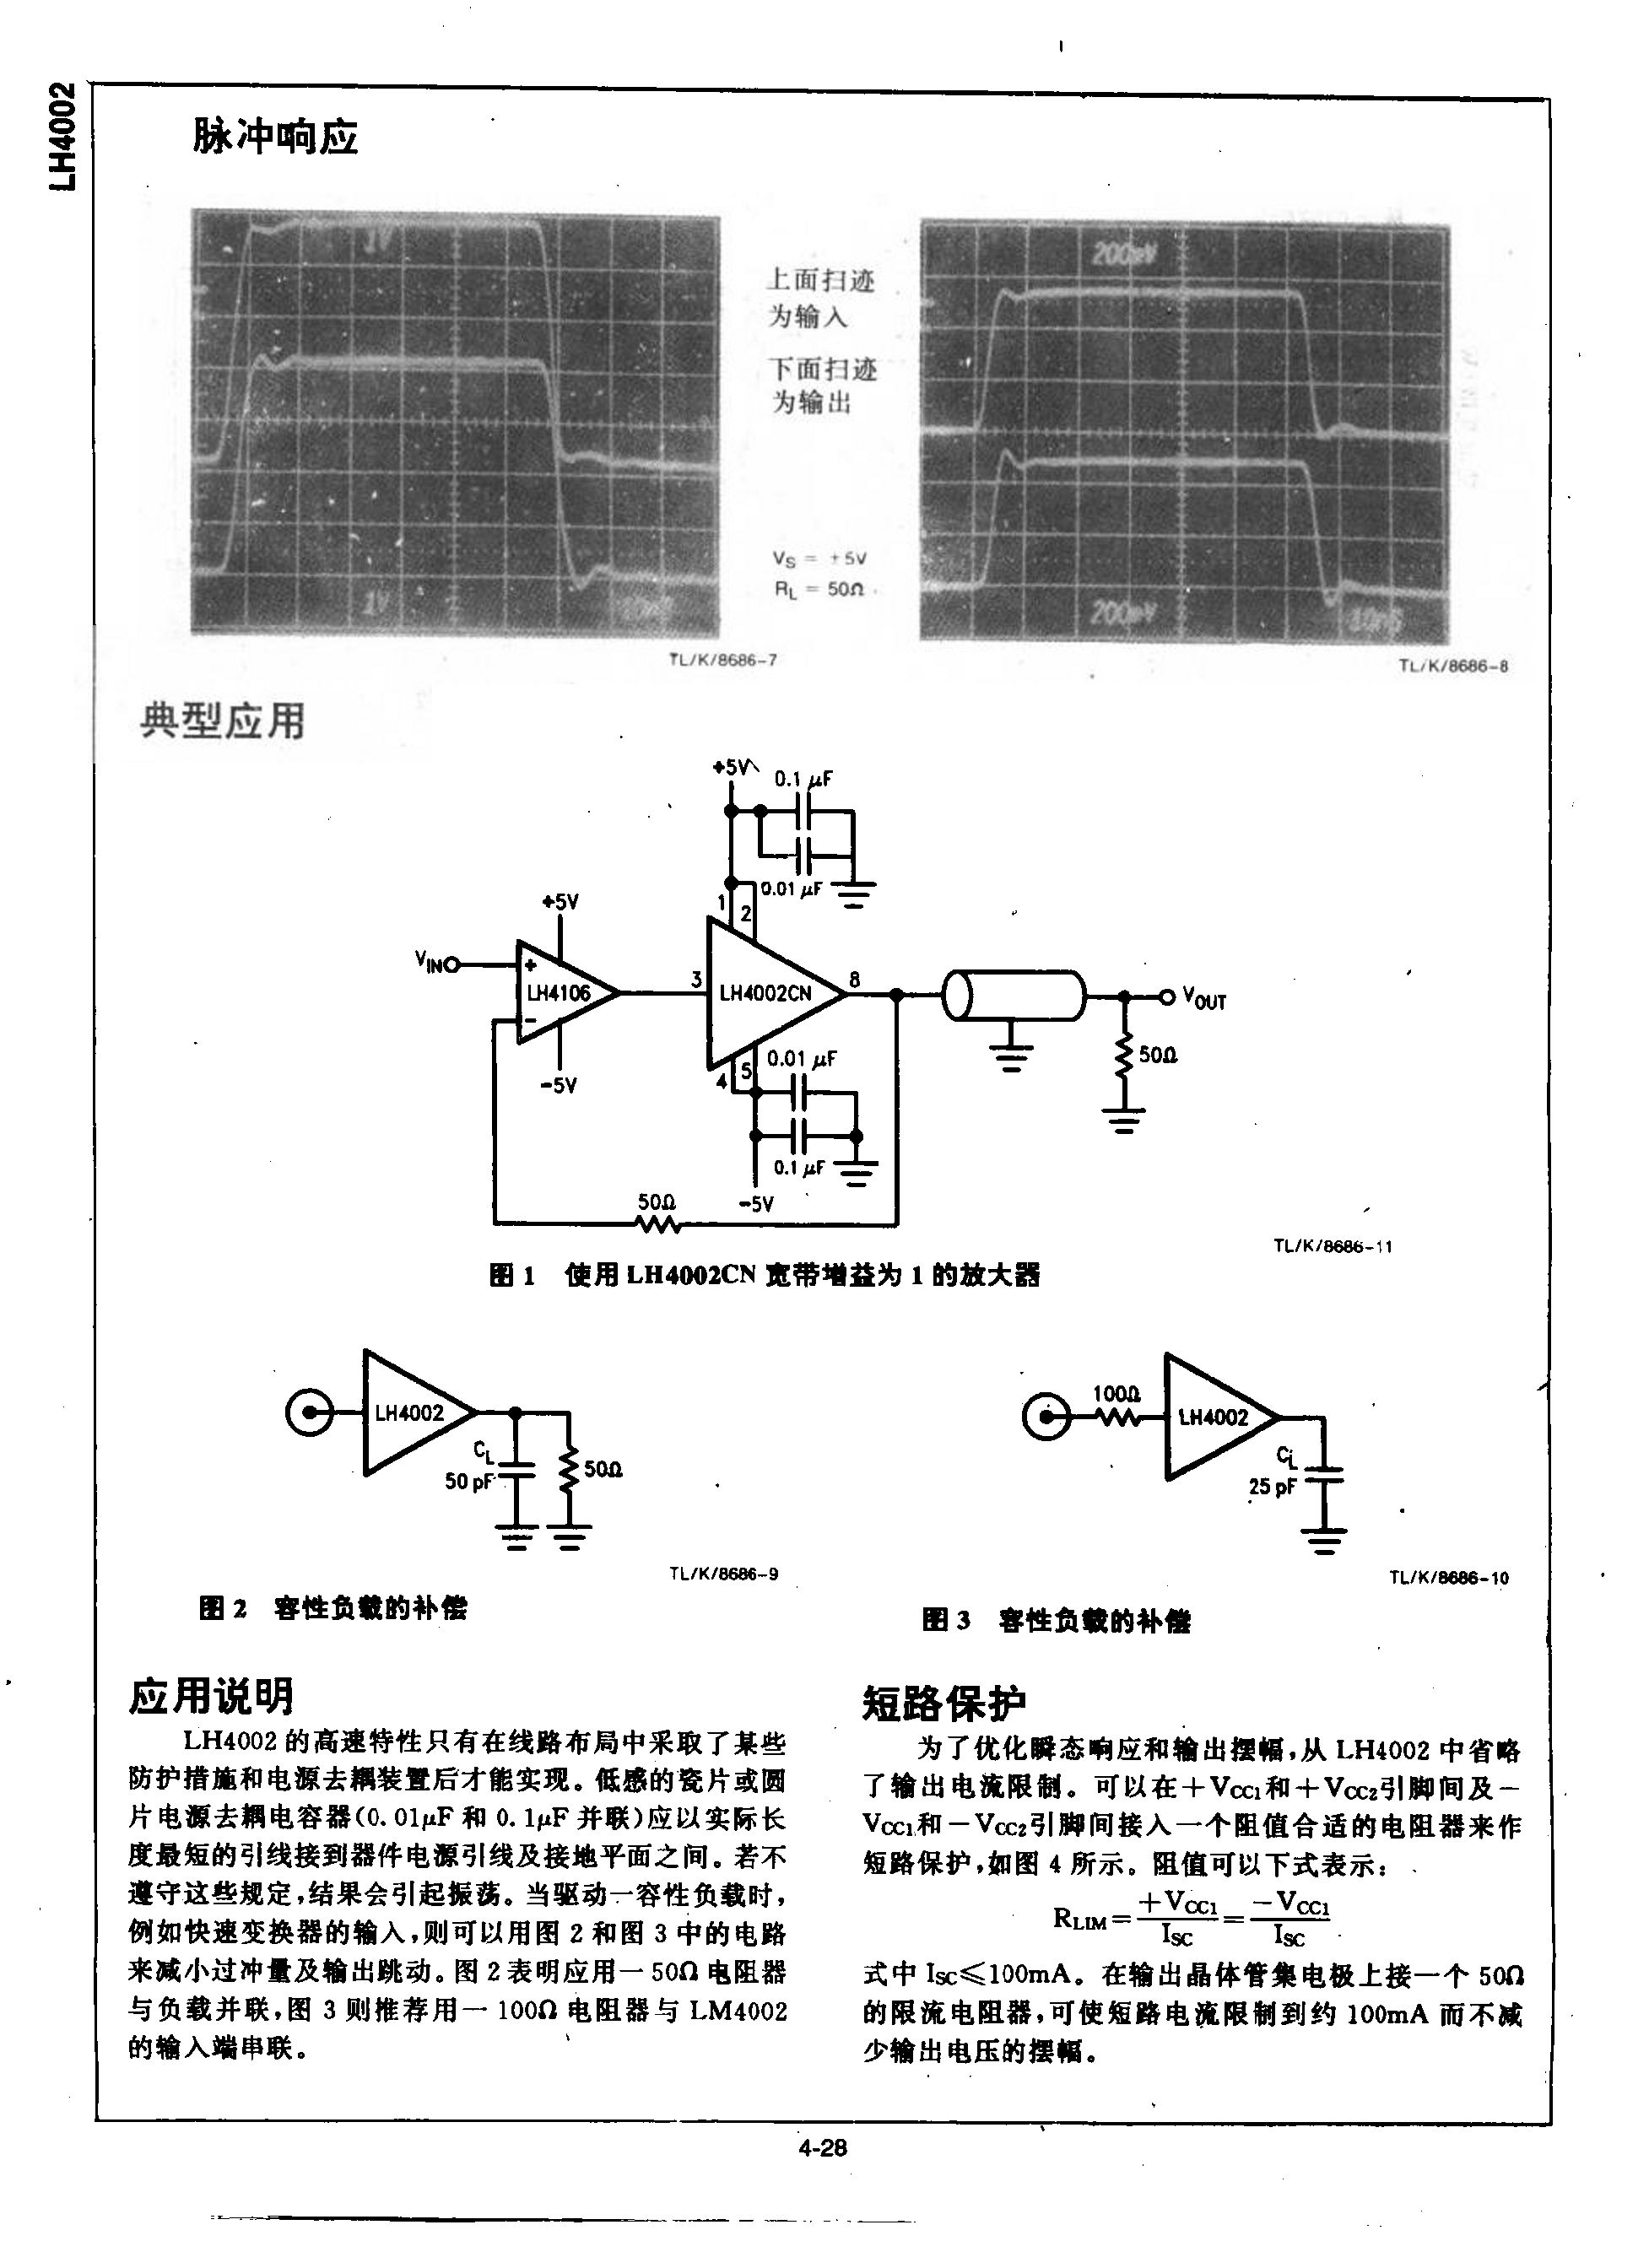 LH4002
脉冲响应
1V
200mV
上面扫迹
为输入
下面扫迹
为输出
VS = +5V
RL = 50Ω
1V
200mV
10nS
TL/K/8686-7
TL/K/8686-8
典型应用
+5V
0.1 μF
0.01 μF
+5V
1
2
VIN
+
LH4106
-
3
LH4002CN
8
VOUT
50Ω
-5V
4
5
0.01 μF
0.1 μF
50Ω
-5V
TL/K/8686-11
图 1 使用 LH4002CN 宽带增益为 1 的放大器
LH4002
CL
50 pF
50Ω
TL/K/8686-9
图 2 容性负载的补偿
100Ω
LH4002
CL
25 pF
TL/K/8686-10
图 3 容性负载的补偿
应用说明
LH4002 的高速特性只有在线路布局中采取了某些
防护措施和电源去耦装置后才能实现。低感的瓷片或圆
片电源去耦电容器(0.01μF 和 0.1μF 并联)应以实际长
度最短的引线接到器件电源引线及接地平面之间。若不
遵守这些规定,结果会引起振荡。当驱动一容性负载时,
例如快速变换器的输入,则可以用图 2 和图 3 中的电路
来减小过冲量及输出跳动。图 2 表明应用一 50Ω 电阻器
与负载并联,图 3 则推荐用一 100Ω 电阻器与 LM4002
的输入端串联。
短路保护
为了优化瞬态响应和输出摆幅,从 LH4002 中省略
了输出电流限制。可以在+VCC1和+VCC2引脚间及-
VCC1和-VCC2引脚间接入一个阻值合适的电阻器来作
短路保护,如图 4 所示。阻值可以下式表示:
RLIM = +VCC1/ISC = -VCC1/ISC
式中 ISC≤100mA。在输出晶体管集电极上接一个 50Ω
的限流电阻器,可使短路电流限制到约 100mA 而不减
少输出电压的摆幅。
4-28